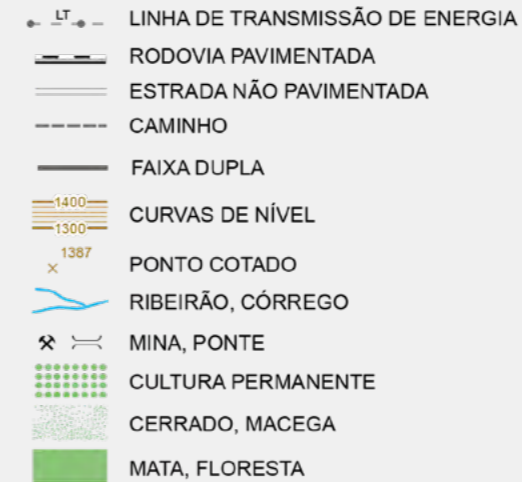 LT LINHA DE TRANSMISSÃO DE ENERGIA
RODOVIA PAVIMENTADA
ESTRADA NÃO PAVIMENTADA
CAMINHO
FAIXA DUPLA
1400
1300
CURVAS DE NÍVEL
1387
PONTO COTADO
RIBEIRÃO, CÓRREGO
MINA, PONTE
CULTURA PERMANENTE
CERRADO, MACEGA
MATA, FLORESTA